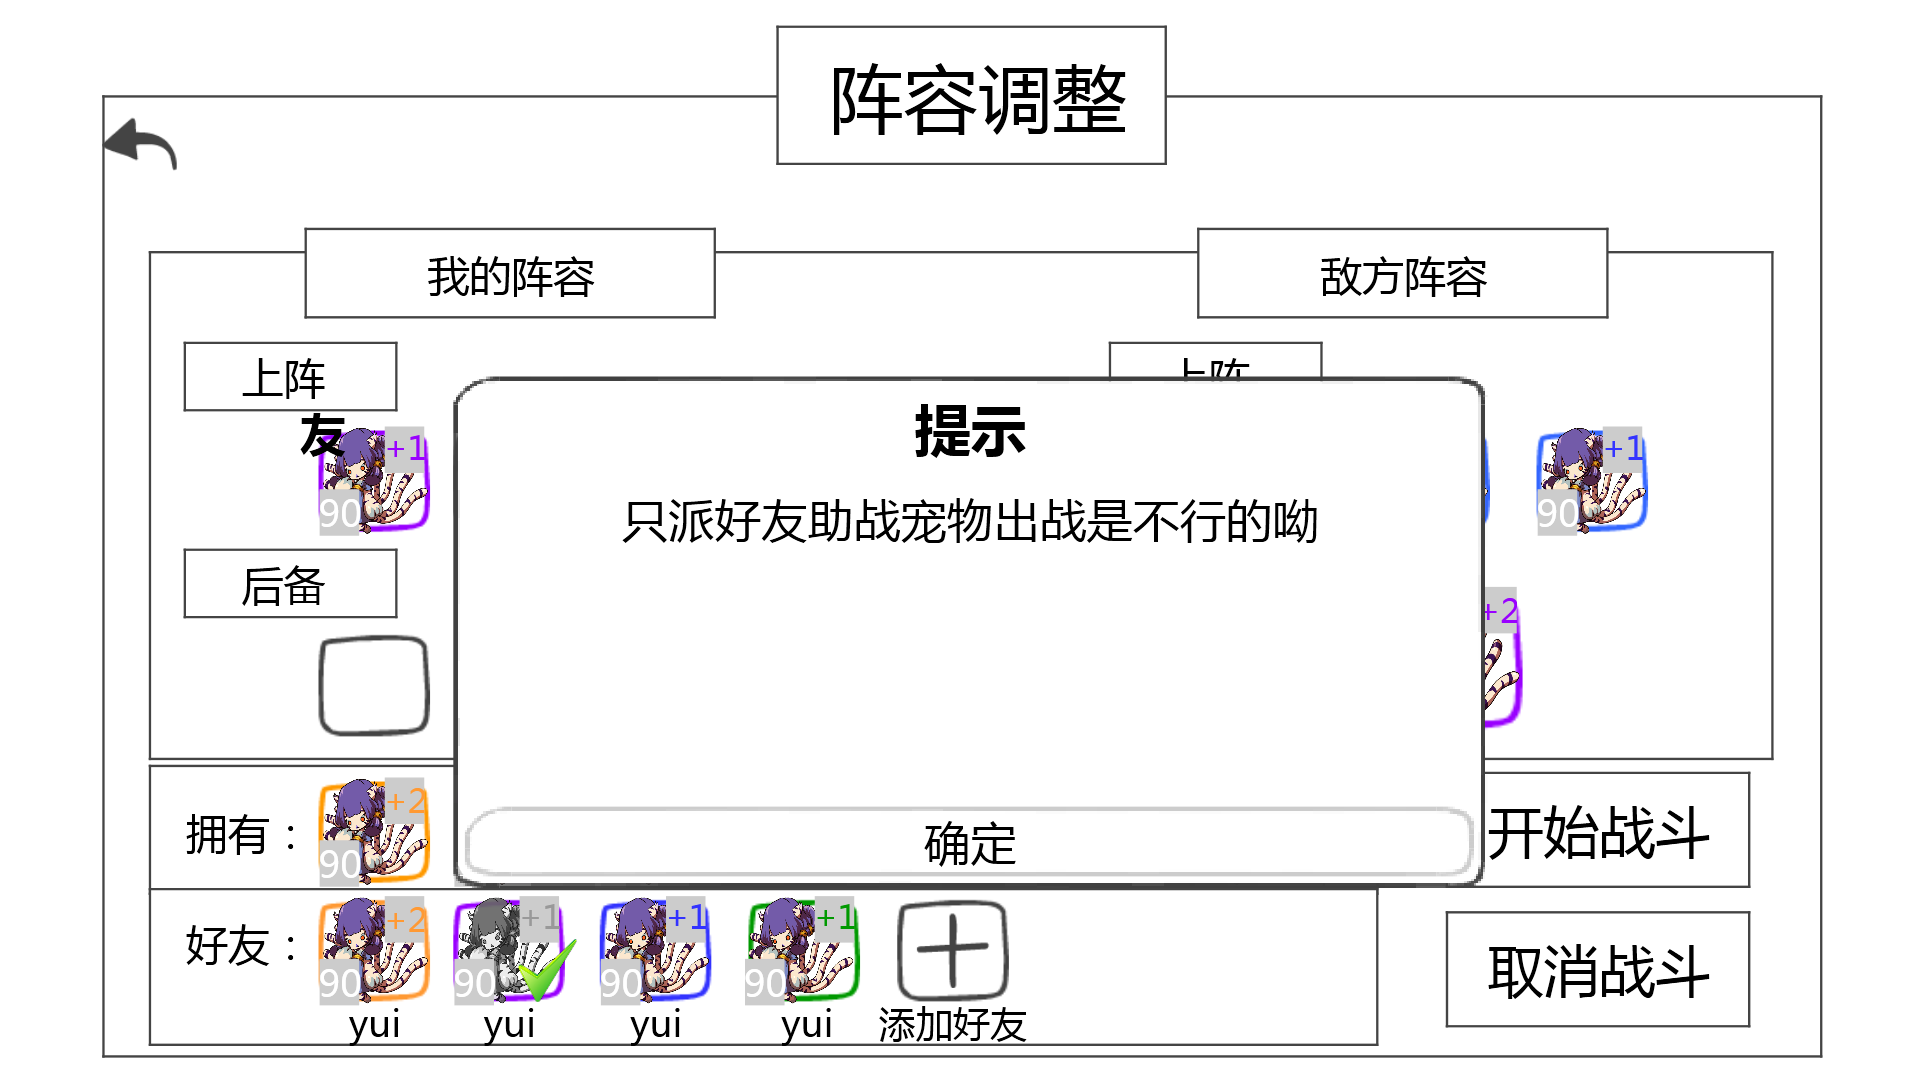 阵容调整
我的阵容
敌方阵容
上阵
上阵
提示
友
+1
90
+1
90
只派好友助战宠物出战是不行的呦
后备
+2
拥有：
+2
90
确定
开始战斗
好友：
+2
90
+1
90
+1
90
+1
90
取消战斗
yui
yui
yui
yui
添加好友